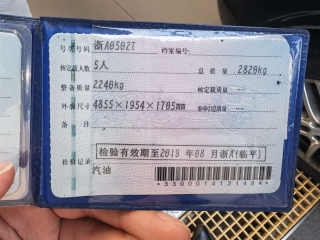 号牌号码 浙A0502T 档案编号
核定载人数 5人 总质量 2820kg
整备质量 2240kg 核定载质量 --
外廓尺寸 4855×1954×1705mm 准牵引总质量 --
备注
检验有效期至2019年08月浙A(临平)
检验记录
汽油
*3300014131484*